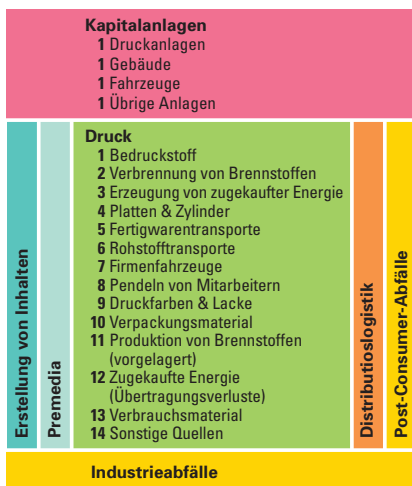 Kapitalanlagen
1 Druckanlagen
1 Gebäude
1 Fahrzeuge
1 Übrige Anlagen
Erstellung von Inhalten
Premedia
Druck
1 Bedruckstoff
2 Verbrennung von Brennstoffen
3 Erzeugung von zugekaufter Energie
4 Platten & Zylinder
5 Fertigwarentransporte
6 Rohstofftransporte
7 Firmenfahrzeuge
8 Pendeln von Mitarbeitern
9 Druckfarben & Lacke
10 Verpackungsmaterial
11 Produktion von Brennstoffen
(vorgelagert)
12 Zugekaufte Energie
(Übertragungsverluste)
13 Verbrauchsmaterial
14 Sonstige Quellen
Distributioslogistik
Post-Consumer-Abfälle
Industrieabfälle